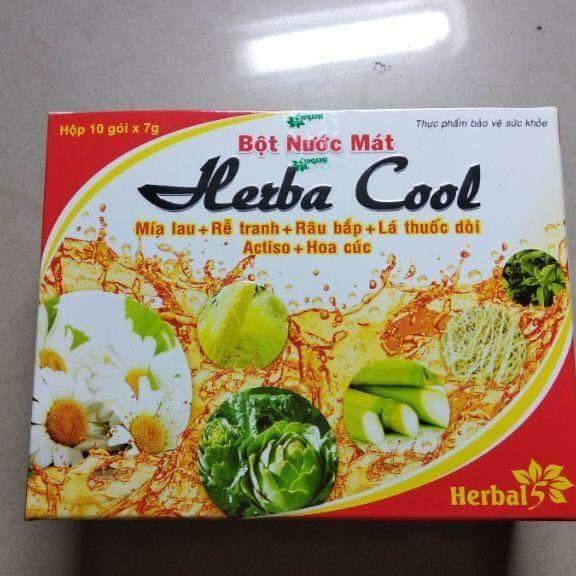 Hộp 10 gói x 7g
Thực phẩm bảo vệ sức khỏe
Bột Nước Mát
Herba Cool
Mía lau+Rễ tranh+Râu bắp+Lá thuốc dòi
Actiso+Hoa cúc
Herbal 5